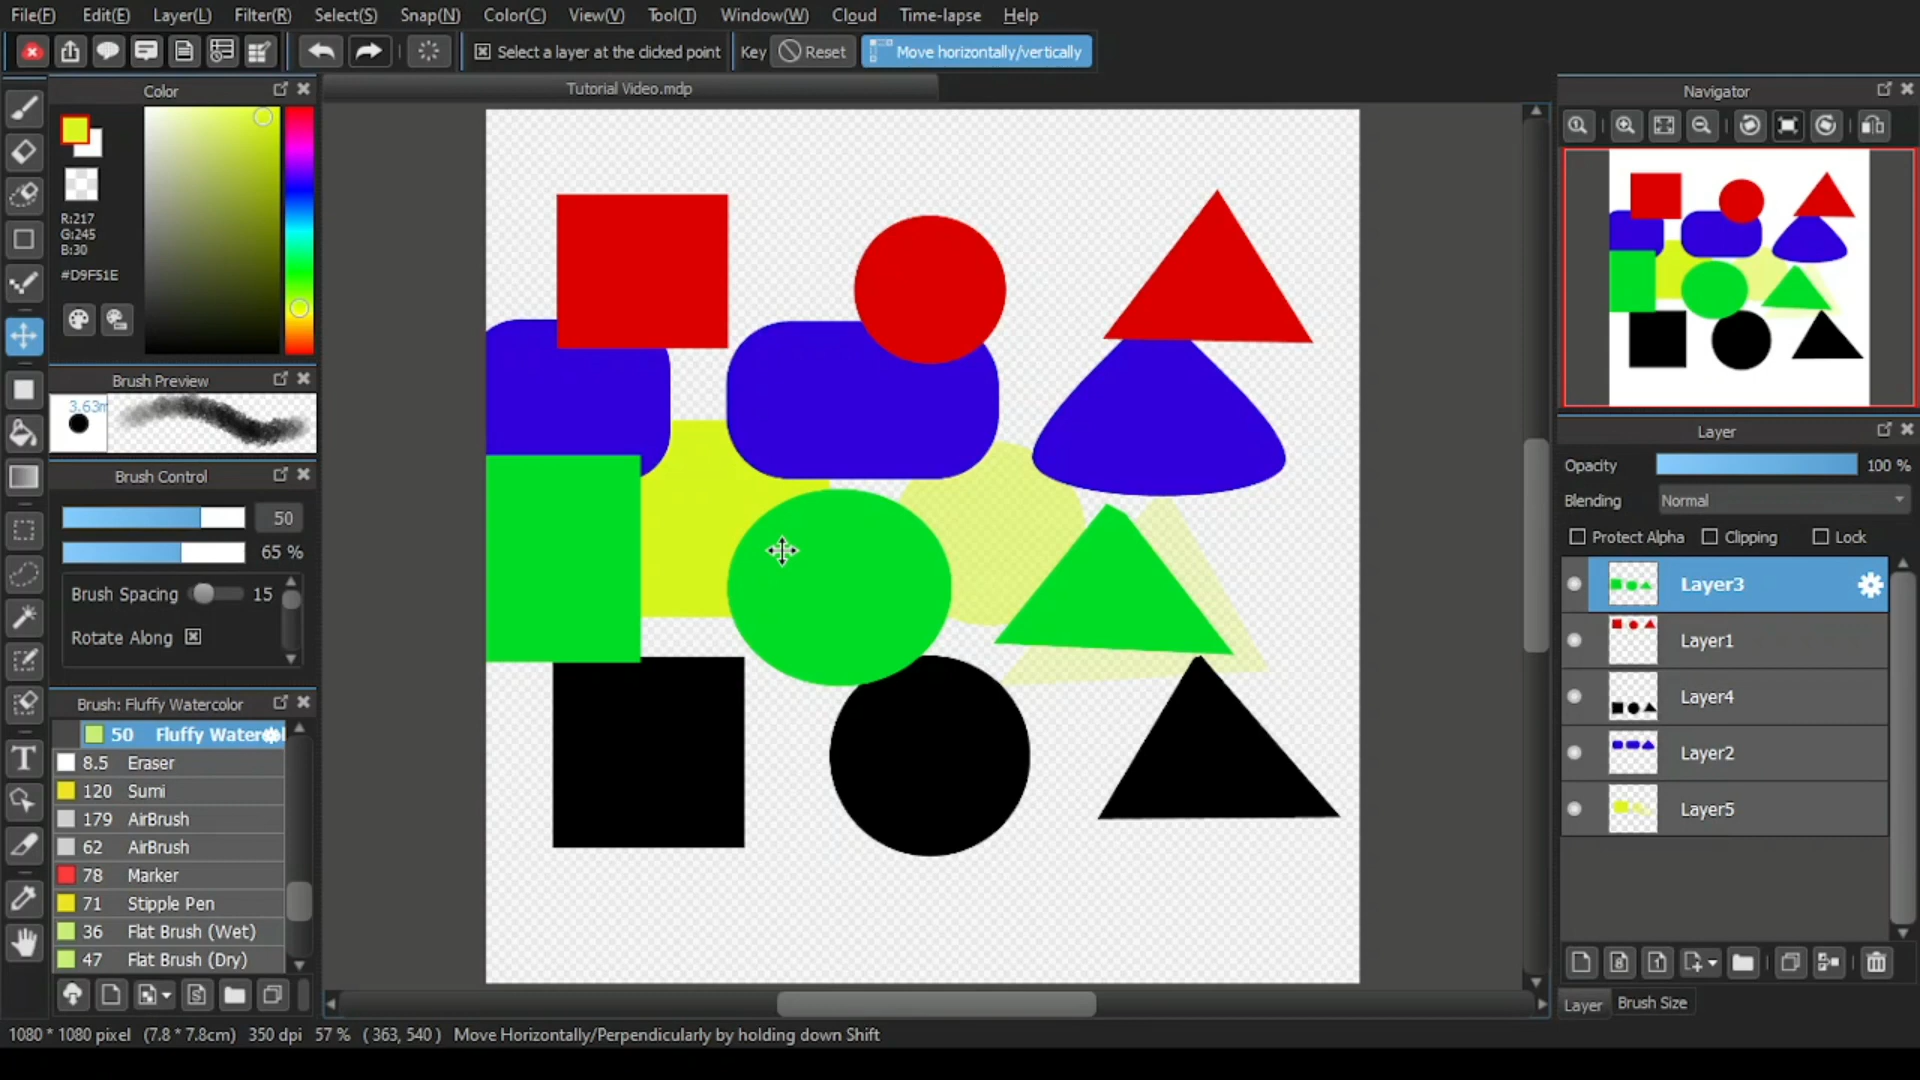 File(F) Edit(E) Layer(L) Filter(R) Select(S) Snap(N) Color(C) View(V) Tool(T) Window(W) Cloud Time-lapse Help
Select a layer at the clicked point Key Reset Move horizontally/vertically
Color
R:217
G:245
B:30
#D9F51E
Brush Preview
3.63m
Brush Control
50
65 %
Brush Spacing 15
Rotate Along
Brush: Fluffy Watercolor
50 Fluffy Watercol
8.5 Eraser
120 Sumi
179 AirBrush
62 AirBrush
78 Marker
71 Stipple Pen
36 Flat Brush (Wet)
47 Flat Brush (Dry)
Tutorial Video.mdp
Navigator
Layer
Opacity 100 %
Blending Normal
Protect Alpha Clipping Lock
Layer3
Layer1
Layer4
Layer2
Layer5
Layer Brush Size
1080 * 1080 pixel (7.8 * 7.8cm) 350 dpi 57 % ( 363, 540 ) Move Horizontally/Perpendicularly by holding down Shift